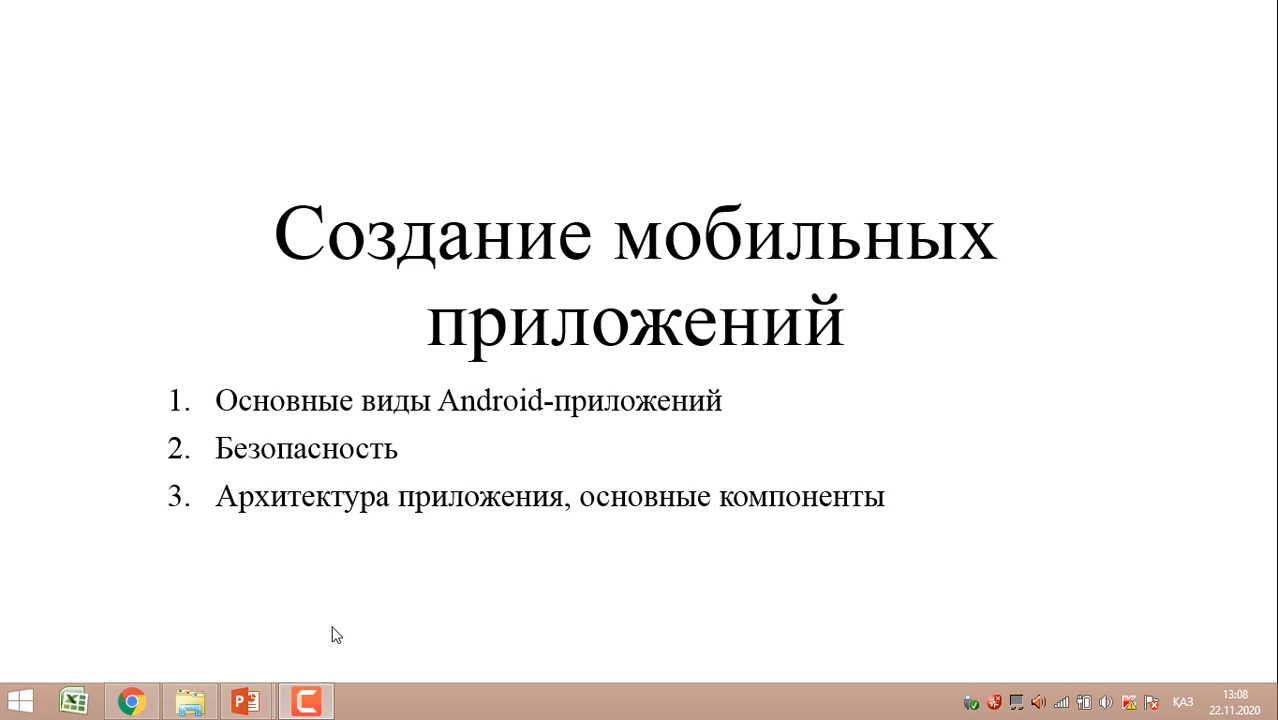 Создание мобильных
приложений
1. Основные виды Android-приложений
2. Безопасность
3. Архитектура приложения, основные компоненты
ҚАЗ
13:08
22.11.2020